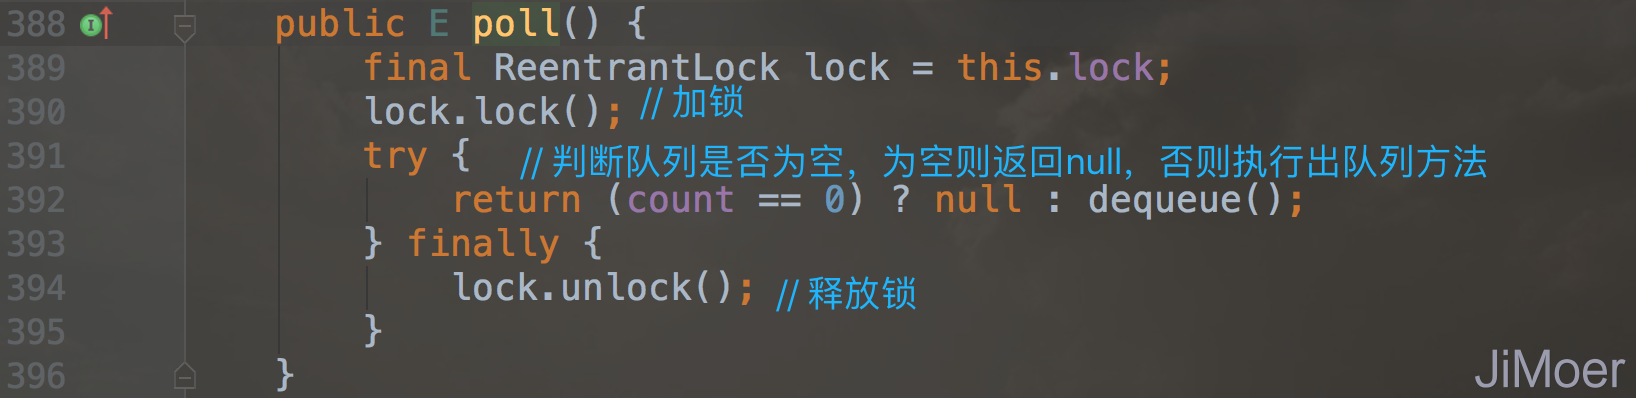 388 public E poll() {
389 final ReentrantLock lock = this.lock;
390 lock.lock(); // 加锁
391 try { // 判断队列是否为空，为空则返回null，否则执行出队列方法
392 return (count == 0) ? null : dequeue();
393 } finally {
394 lock.unlock(); // 释放锁
395 }
396 }
JiMoer